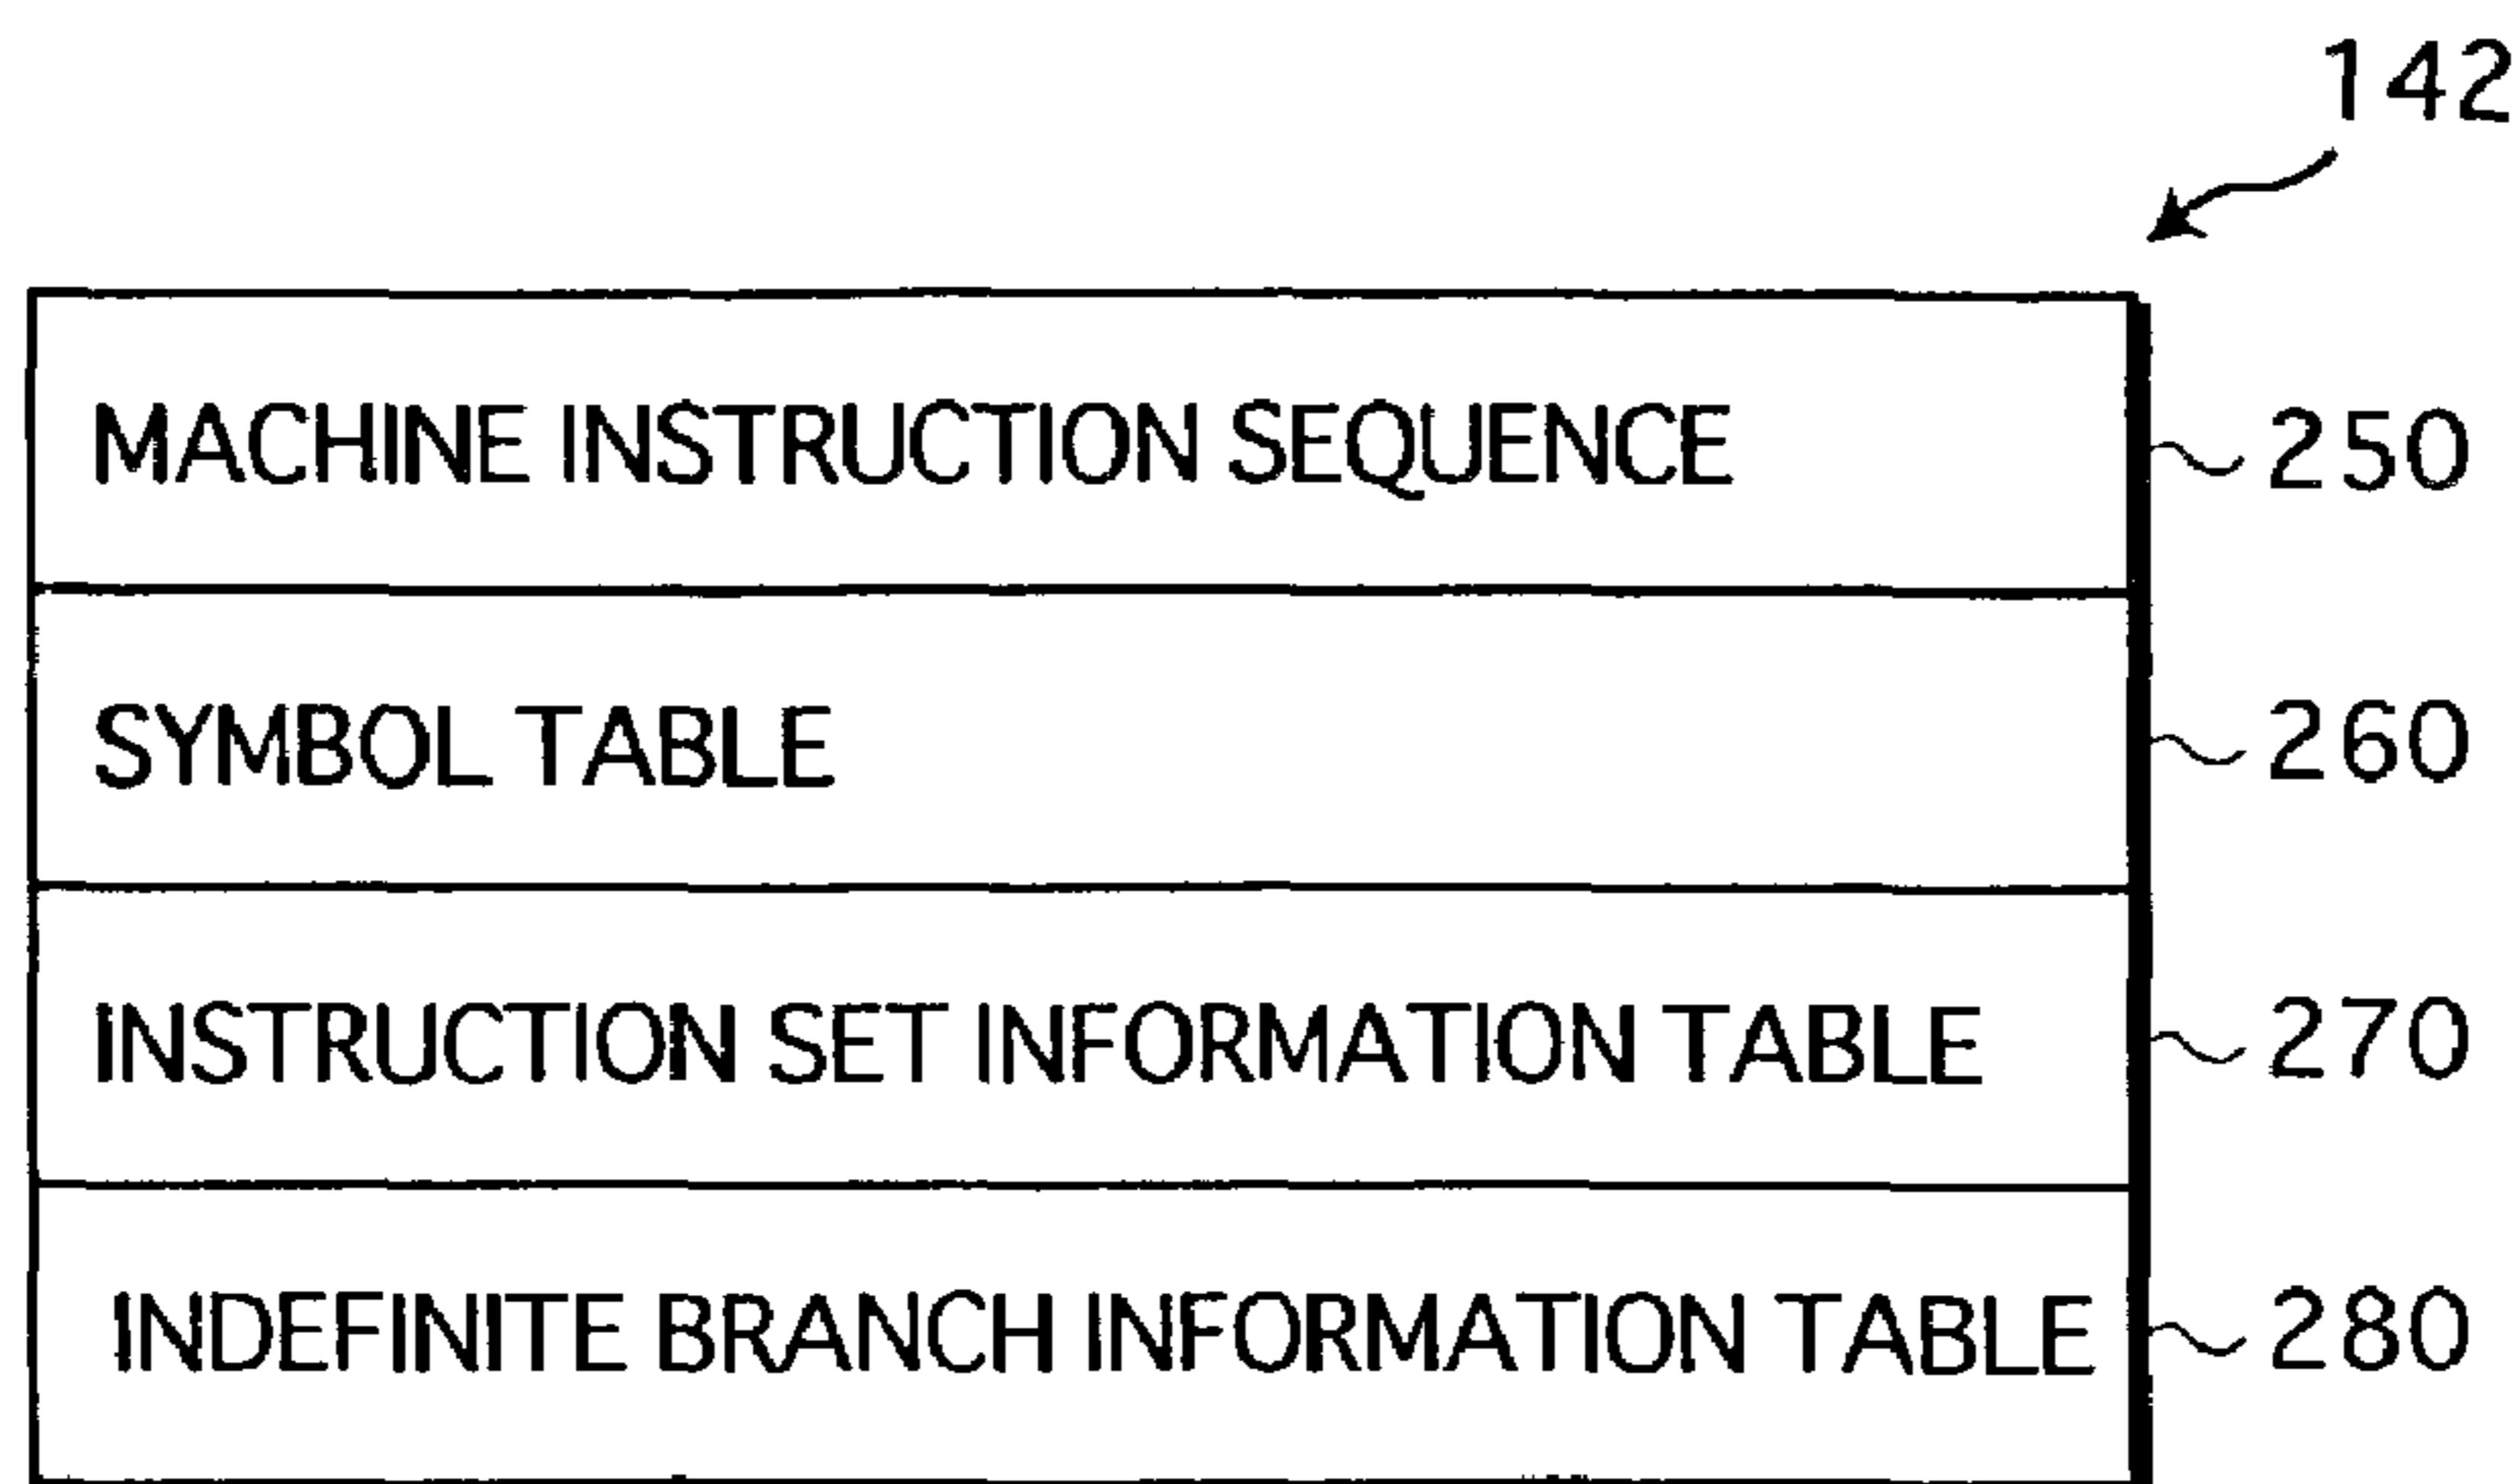 142
MACHINE INSTRUCTION SEQUENCE 250
SYMBOL TABLE 260
INSTRUCTION SET INFORMATION TABLE 270
INDEFINITE BRANCH INFORMATION TABLE 280